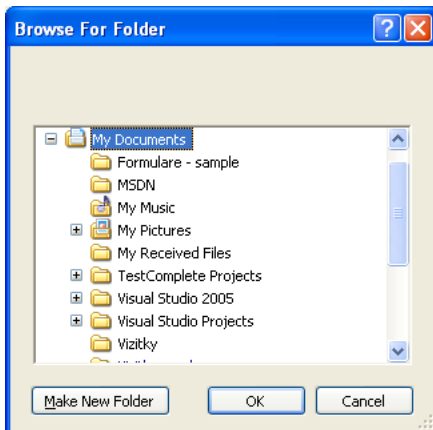 Browse For Folder
My Documents
Formulare - sample
MSDN
My Music
My Pictures
My Received Files
TestComplete Projects
Visual Studio 2005
Visual Studio Projects
Vizitky
Make New Folder
OK
Cancel